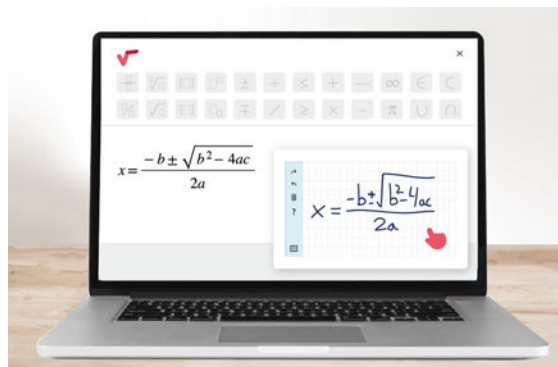 √ ×
√□ (□) □^□ ± ÷ ≤ + — ∞ ∈ ⊂
% √□ [□] □_□ ∓ / ≥ × - π ∪ ∩
x = (-b ± √(b² - 4ac)) / 2a
?
x = (-b ± √(b² - 4ac)) / 2a